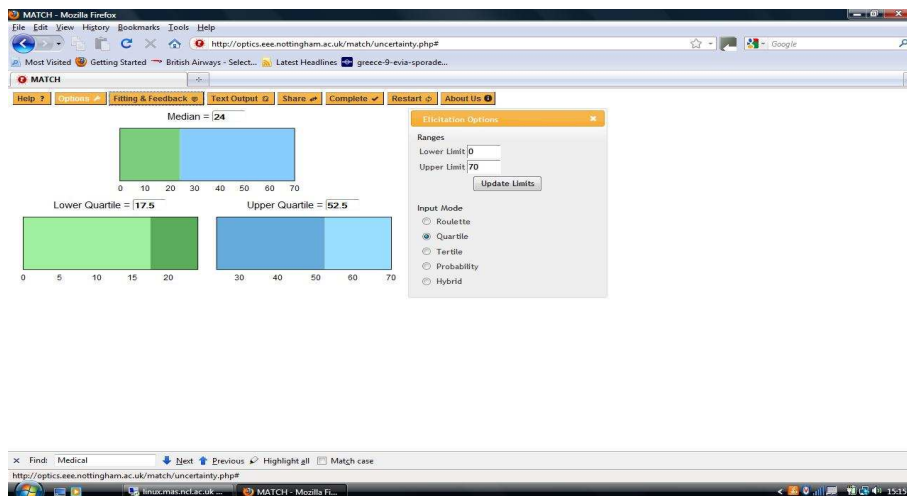 MATCH - Mozilla Firefox
File Edit View History Bookmarks Tools Help
http://optics.eee.nottingham.ac.uk/match/uncertainty.php# Google
Most Visited Getting Started British Airways - Select... Latest Headlines greece-9-evia-sporade...
MATCH
Help ? Options Fitting & Feedback Text Output Share Complete Restart About Us
Median = 24
0 10 20 30 40 50 60 70
Lower Quartile = 17.5 Upper Quartile = 52.5
0 5 10 15 20 30 40 50 60 70
Elicitation Options
Ranges
Lower Limit 0
Upper Limit 70
Update Limits
Input Mode
Roulette
Quartile
Tertile
Probability
Hybrid
Find: Medical Next Previous Highlight all Match case
http://optics.eee.nottingham.ac.uk/match/uncertainty.php#
linux.mas.ncl.ac.uk ... MATCH - Mozilla Fi... 15:15